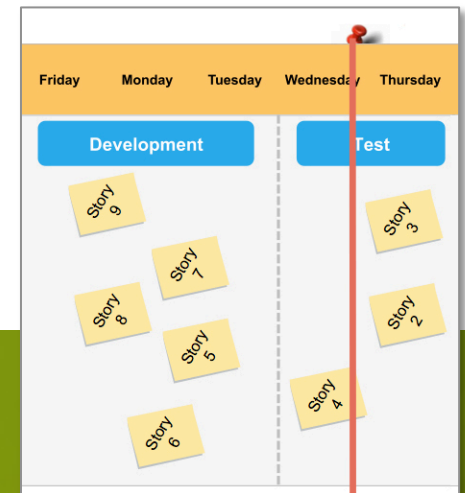 Friday Monday Tuesday Wednesday Thursday
Development Test
Story
9
Story
3
Story
7
Story
8
Story
2
Story
5
Story
4
Story
6